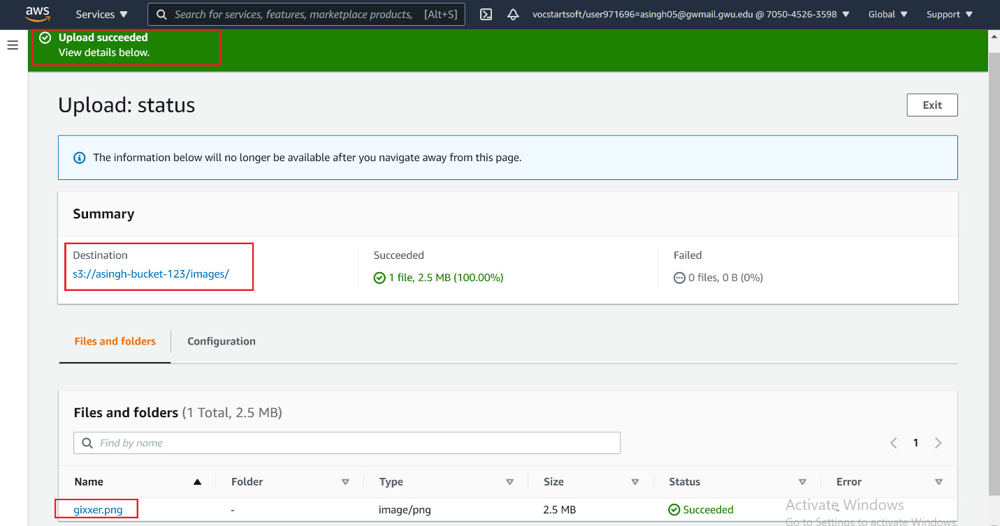 aws Services ▼ Search for services, features, marketplace products, [Alt+S] vocstartsoft/user971696=asingh05@gwmail.gwu.edu @ 7050-4526-3598 ▼ Global ▼ Support ▼
Upload succeeded
View details below.
Upload: status
Exit
The information below will no longer be available after you navigate away from this page.
Summary
Destination
s3://asingh-bucket-123/images/
Succeeded
1 file, 2.5 MB (100.00%)
Failed
0 files, 0 B (0%)
Files and folders Configuration
Files and folders (1 Total, 2.5 MB)
Find by name
1
Name Folder Type Size Status Error
gixxer.png - image/png 2.5 MB Succeeded -
Activate Windows
Go to Settings to activate Windows.